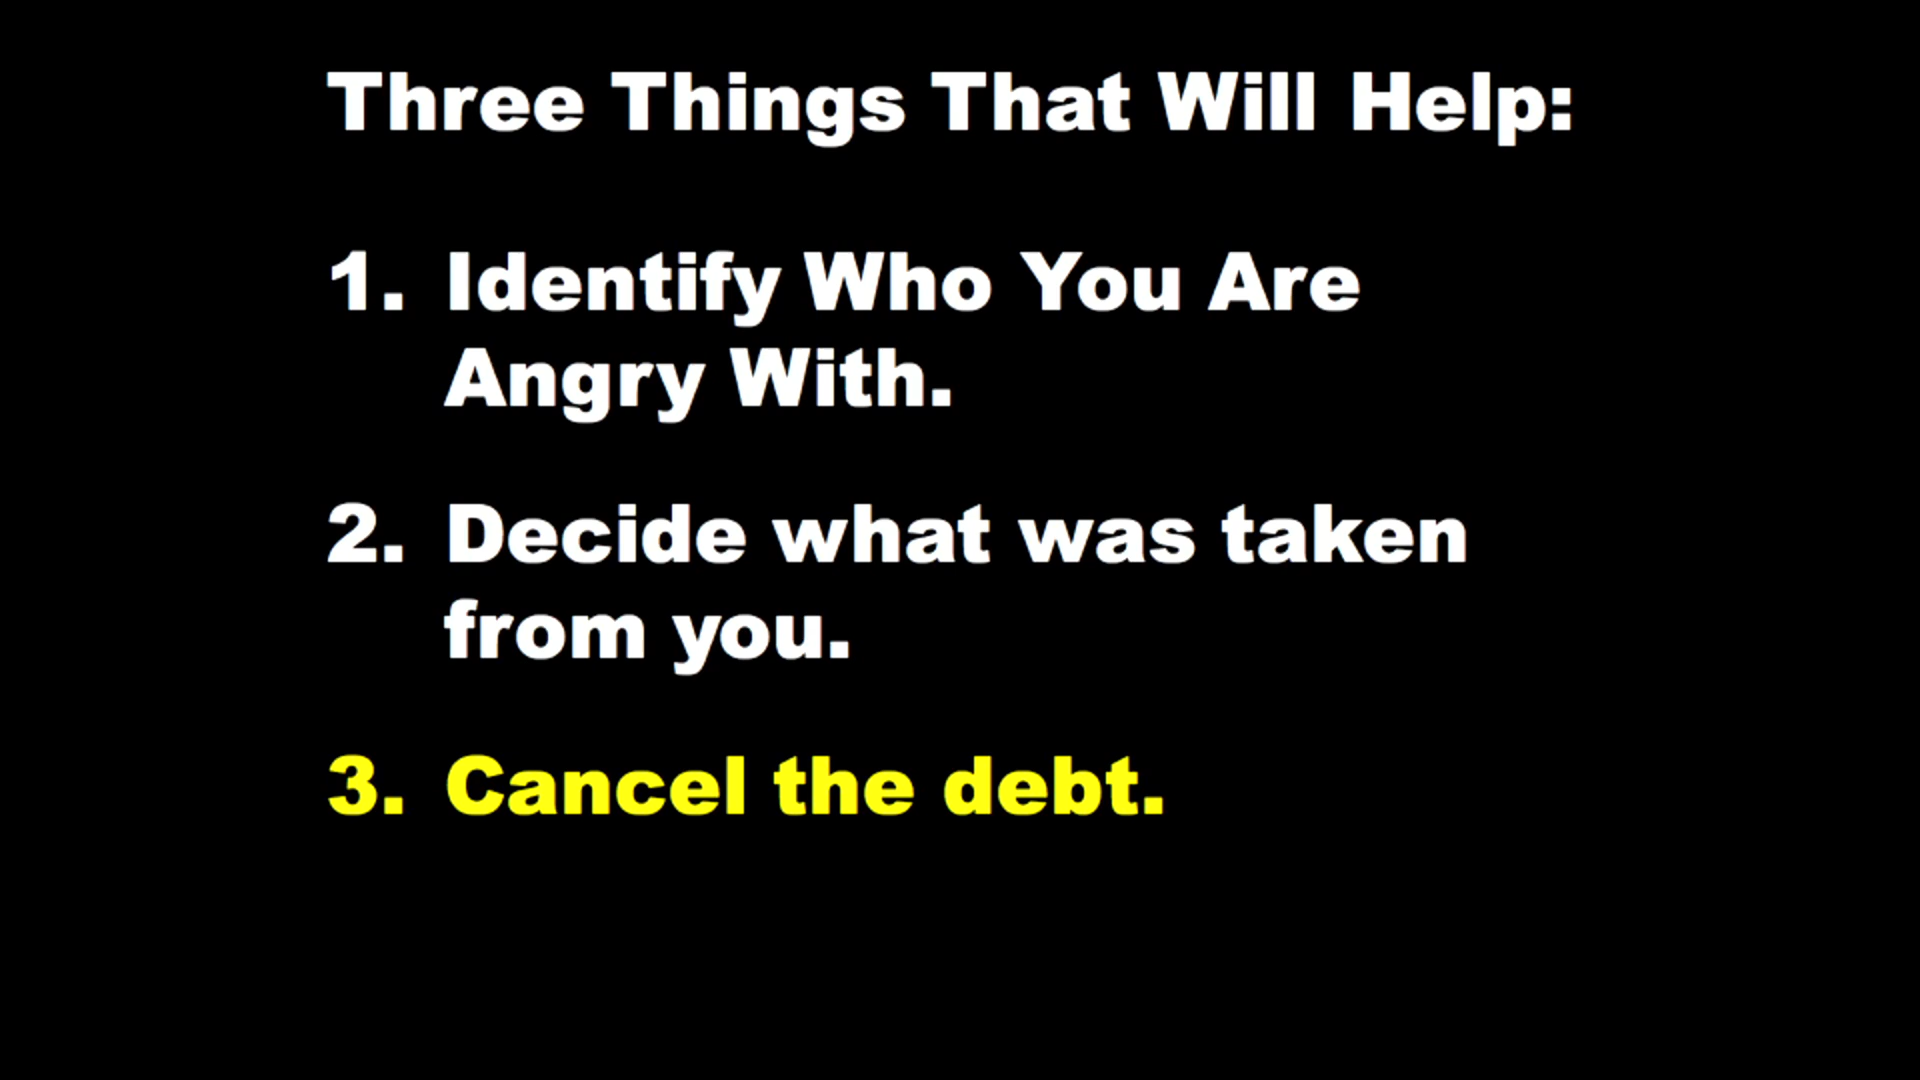 Three Things That Will Help:
1. Identify Who You Are
Angry With.
2. Decide what was taken
from you.
3. Cancel the debt.